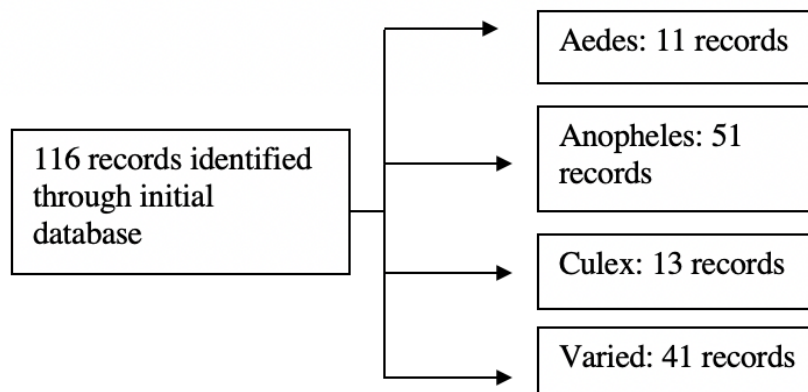 116 records identified
through initial
database
Aedes: 11 records
Anopheles: 51
records
Culex: 13 records
Varied: 41 records